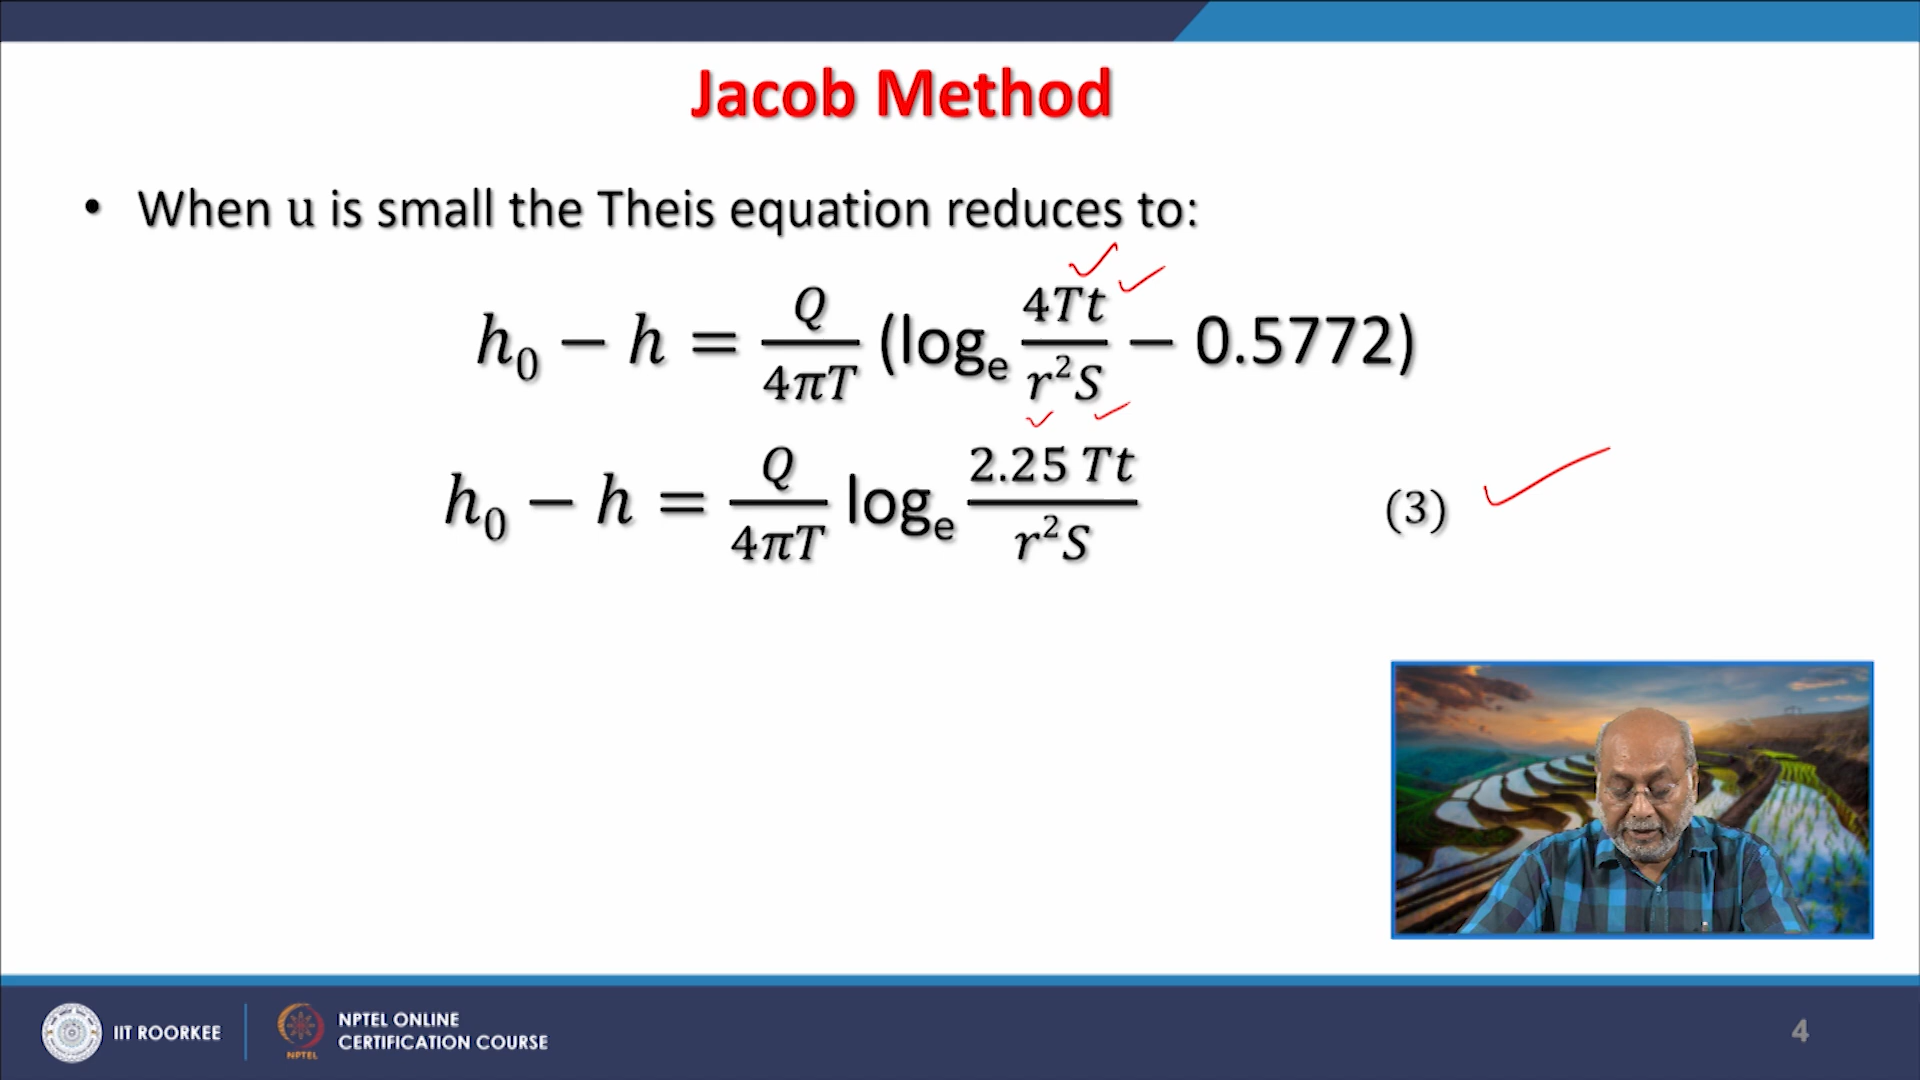 Jacob Method
• When u is small the Theis equation reduces to:
h₀ − h = Q/4πT (logₑ 4Tt/r²S − 0.5772)
h₀ − h = Q/4πT logₑ 2.25 Tt/r²S (3)
IIT ROORKEE
NPTEL
NPTEL ONLINE
CERTIFICATION COURSE
4